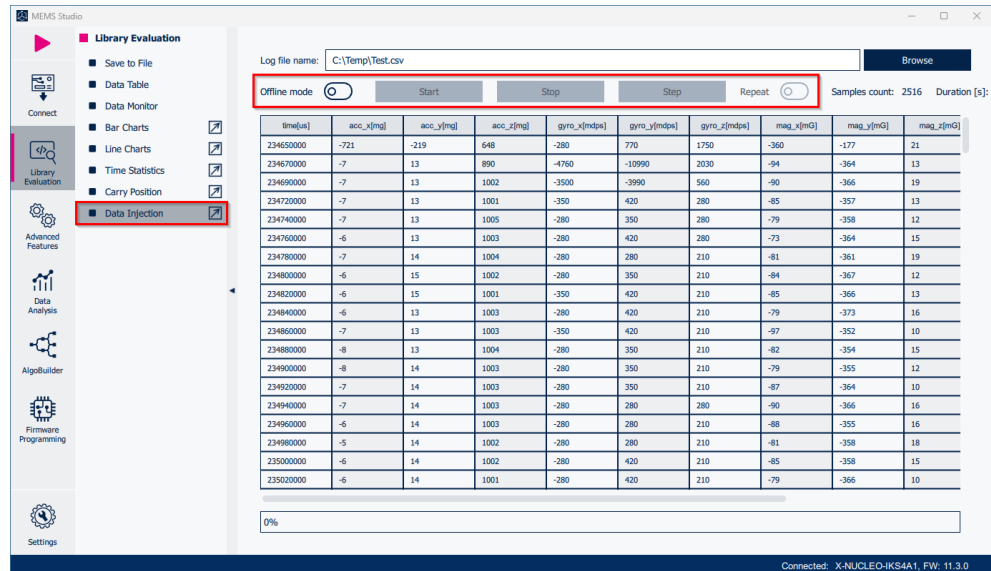 MEMS Studio
Connect
Library
Evaluation
Advanced
Features
Data
Analysis
AlgoBuilder
Firmware
Programming
Settings
Library Evaluation
Save to File
Data Table
Data Monitor
Bar Charts
Line Charts
Time Statistics
Carry Position
Data Injection
Log file name: C:\Temp\Test.csv Browse
Offline mode Start Stop Step Repeat Samples count: 2516 Duration [s]:
time[us] acc_x[mg] acc_y[mg] acc_z[mg] gyro_x[mdps] gyro_y[mdps] gyro_z[mdps] mag_x[mG] mag_y[mG] mag_z[mG]
234650000 -721 -219 648 -280 770 1750 -360 -177 21
234670000 -7 13 890 -4760 -10990 2030 -94 -364 13
234690000 -7 13 1002 -3500 -3990 560 -90 -366 19
234720000 -7 13 1001 -350 420 280 -85 -357 13
234740000 -7 13 1005 -280 350 280 -79 -358 12
234760000 -6 13 1003 -280 420 280 -73 -364 15
234780000 -7 14 1004 -280 280 210 -81 -361 19
234800000 -6 15 1002 -280 350 210 -84 -367 12
234820000 -6 15 1001 -350 420 210 -85 -366 13
234840000 -6 13 1003 -280 420 210 -79 -373 16
234860000 -7 13 1003 -350 420 210 -97 -352 10
234880000 -8 13 1004 -280 350 210 -82 -354 15
234900000 -8 14 1003 -280 350 210 -79 -355 12
234920000 -7 14 1003 -280 350 210 -87 -364 10
234940000 -7 14 1003 -280 280 280 -90 -366 16
234960000 -6 14 1003 -280 280 210 -88 -355 16
234980000 -5 14 1002 -280 280 210 -81 -358 18
235000000 -6 14 1002 -280 420 210 -85 -358 15
235020000 -6 14 1001 -280 420 210 -79 -366 10
0%
Connected: X-NUCLEO-IKS4A1, FW: 11.3.0